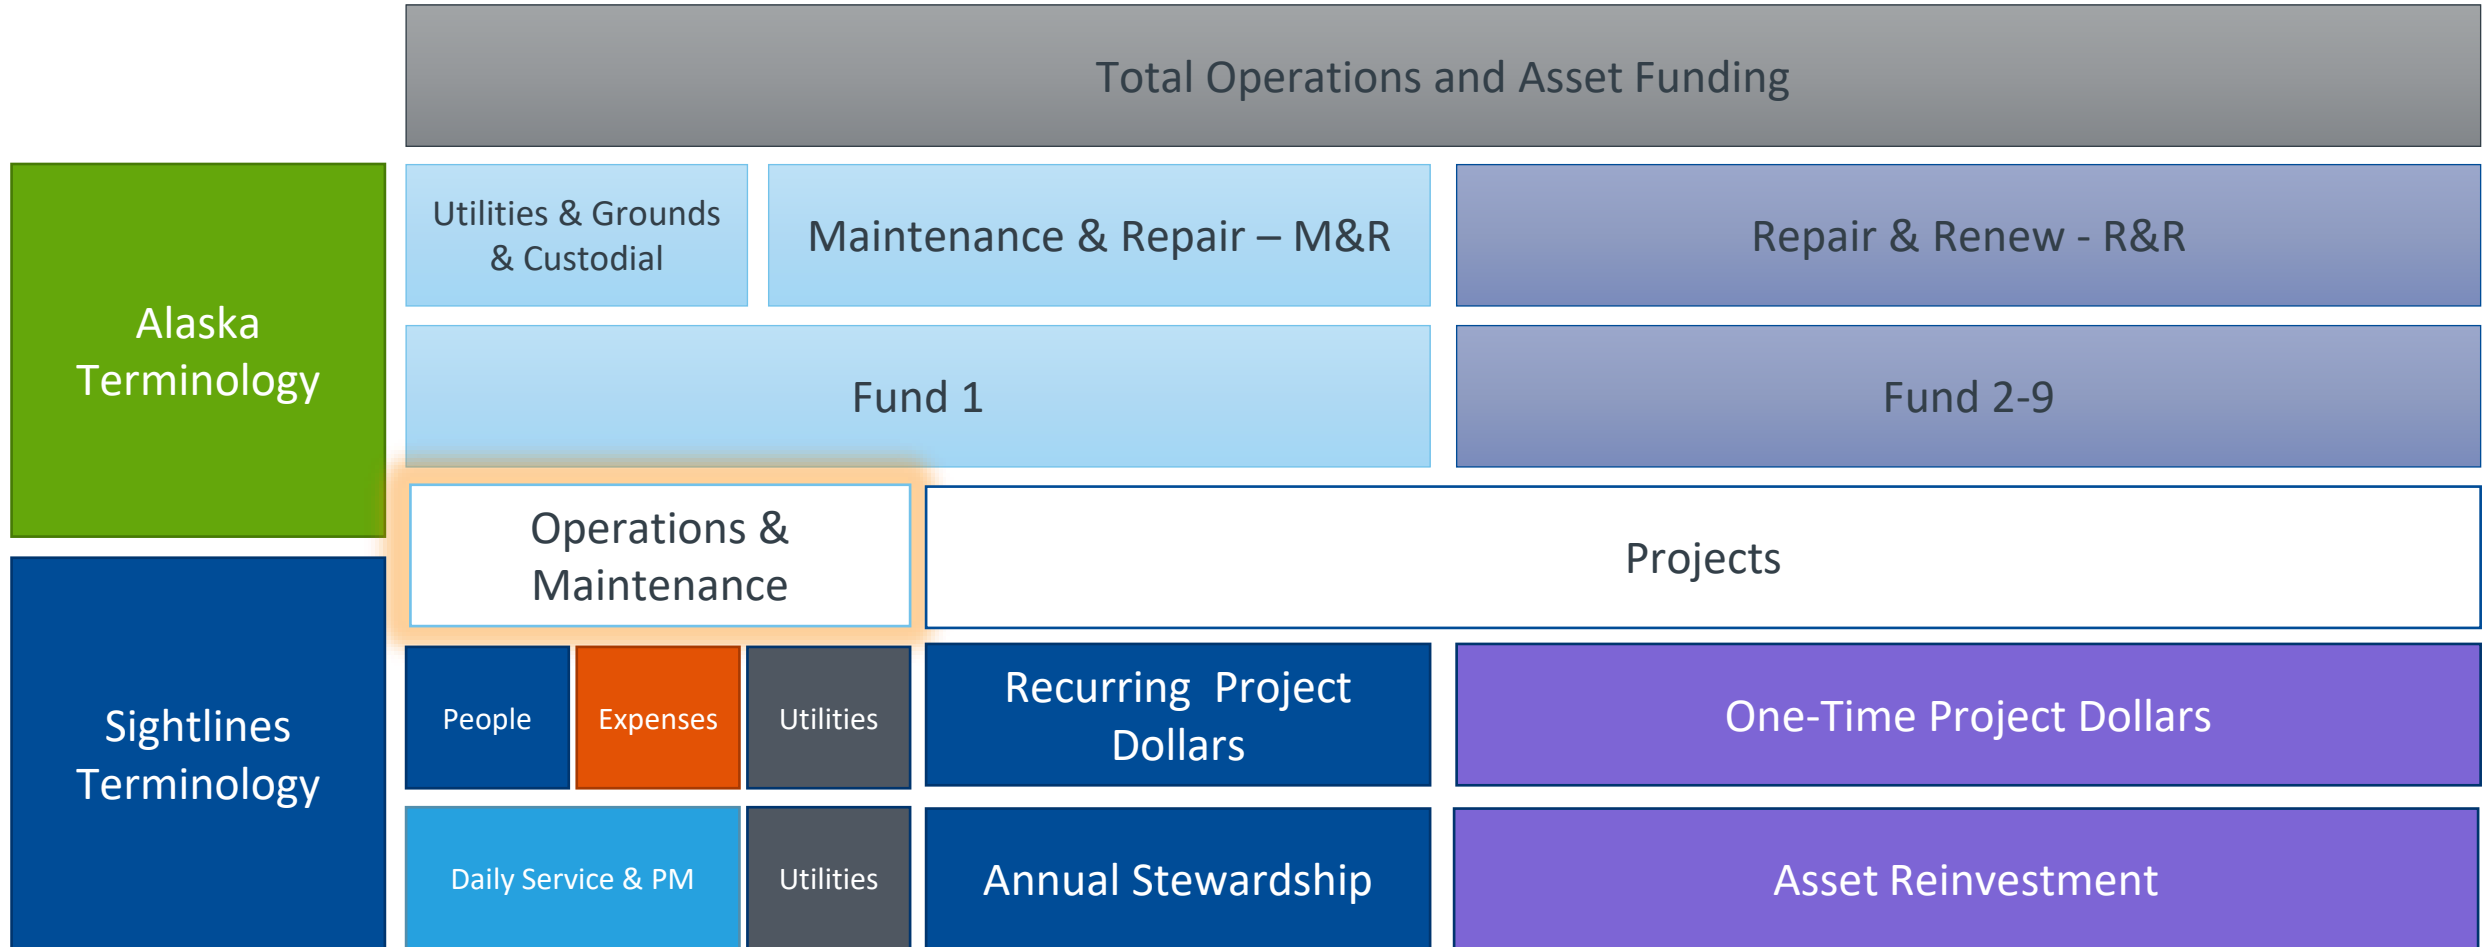 Total Operations and Asset Funding
Alaska
Terminology
Utilities & Grounds
& Custodial
Maintenance & Repair – M&R
Repair & Renew - R&R
Fund 1
Fund 2-9
Operations &
Maintenance
Projects
Sightlines
Terminology
People
Expenses
Utilities
Recurring Project
Dollars
One-Time Project Dollars
Daily Service & PM
Utilities
Annual Stewardship
Asset Reinvestment